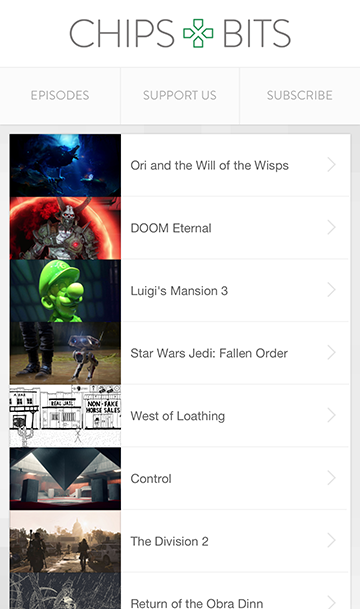 CHIPS BITS
EPISODES
SUPPORT US
SUBSCRIBE
Ori and the Will of the Wisps
DOOM Eternal
Luigi's Mansion 3
Star Wars Jedi: Fallen Order
REAL JAIL
NON-FAKE
HORSE SALES
West of Loathing
Control
The Division 2
Return of the Obra Dinn